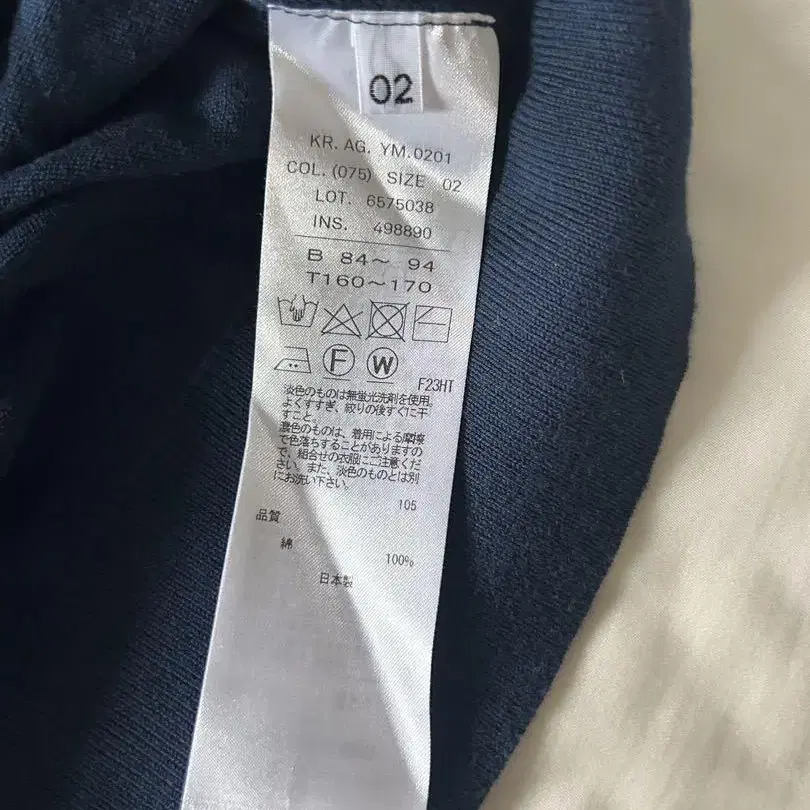 02
KR. AG. YM.0201
COL. (075) SIZE 02
LOT. 6575038
INS. 498890
B 84～ 94
T160～170
F W
F23HT
淡色のものは無蛍光洗剤を使用。
よくすすぎ、絞りの後すぐに干
すこと。
濃色のものは、着用による摩擦
で色落ちすることがありますの
で、組合せの衣服にご注意くだ
さい。また、淡色のものとは別
にお洗い下さい。
105
品質
綿 100%
日本製